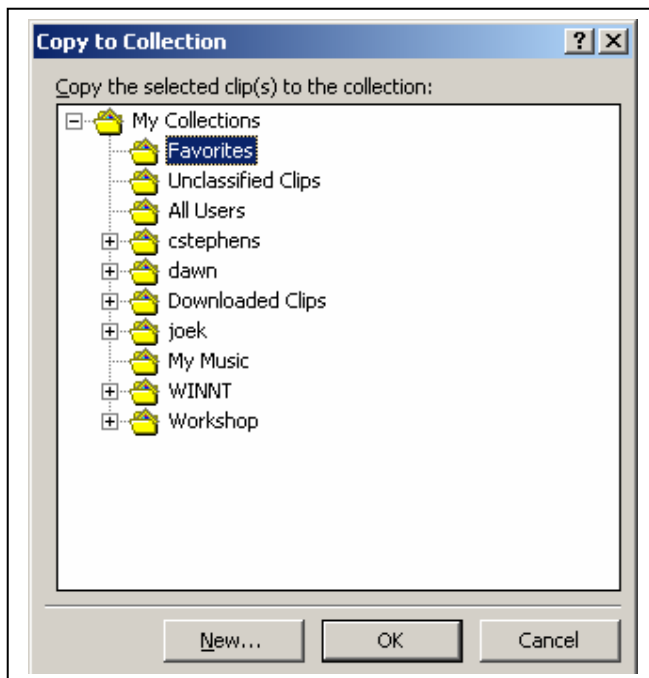 Copy to Collection
Copy the selected clip(s) to the collection:
My Collections
Favorites
Unclassified Clips
All Users
cstephens
dawn
Downloaded Clips
joek
My Music
WINNT
Workshop
New... OK Cancel